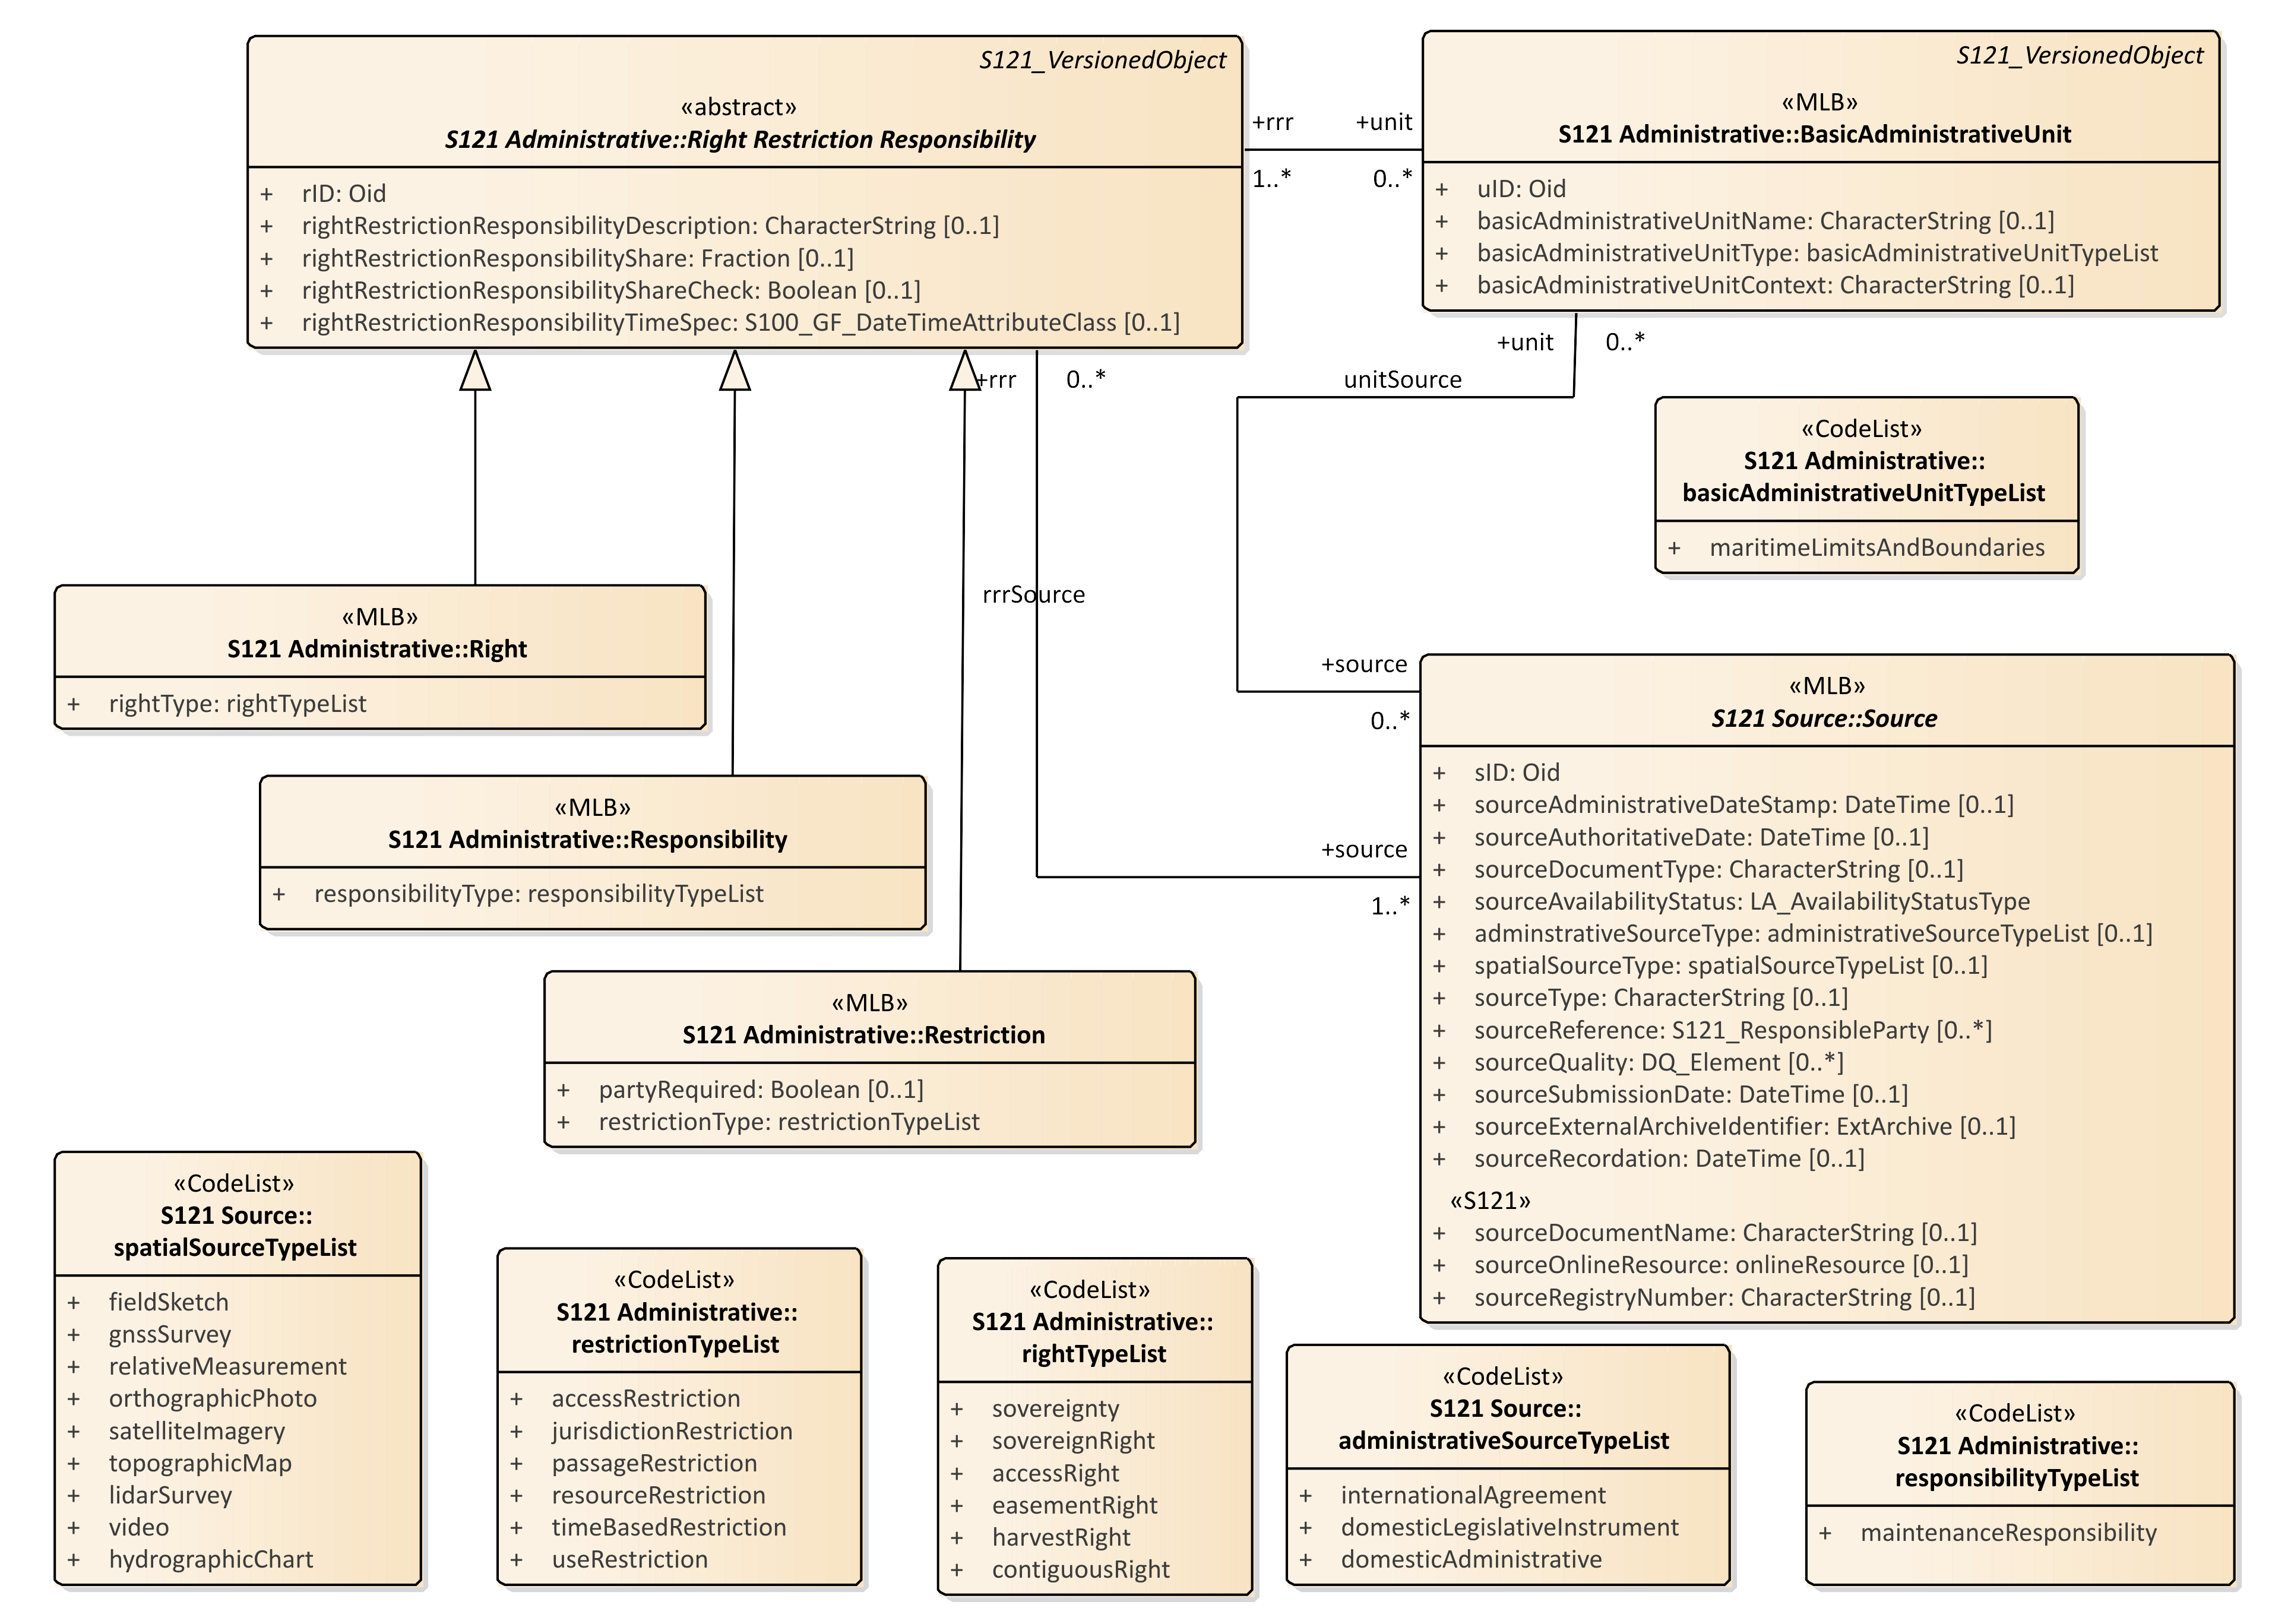 S121_VersionedObject
«abstract»
S121 Administrative::Right Restriction Responsibility
+ rID: Oid
+ rightRestrictionResponsibilityDescription: CharacterString [0..1]
+ rightRestrictionResponsibilityShare: Fraction [0..1]
+ rightRestrictionResponsibilityShareCheck: Boolean [0..1]
+ rightRestrictionResponsibilityTimeSpec: S100_GF_DateTimeAttributeClass [0..1]
+rrr
+unit
1..*
0..*
S121_VersionedObject
«MLB»
S121 Administrative::BasicAdministrativeUnit
+ uID: Oid
+ basicAdministrativeUnitName: CharacterString [0..1]
+ basicAdministrativeUnitType: basicAdministrativeUnitTypeList
+ basicAdministrativeUnitContext: CharacterString [0..1]
+unit
0..*
unitSource
+rrr
0..*
rrrSource
«CodeList»
S121 Administrative::
basicAdministrativeUnitTypeList
+ maritimeLimitsAndBoundaries
«MLB»
S121 Administrative::Right
+ rightType: rightTypeList
+source
0..*
«MLB»
S121 Administrative::Responsibility
+ responsibilityType: responsibilityTypeList
+source
1..*
«MLB»
S121 Source::Source
+ sID: Oid
+ sourceAdministrativeDateStamp: DateTime [0..1]
+ sourceAuthoritativeDate: DateTime [0..1]
+ sourceDocumentType: CharacterString [0..1]
+ sourceAvailabilityStatus: LA_AvailabilityStatusType
+ adminstrativeSourceType: administrativeSourceTypeList [0..1]
+ spatialSourceType: spatialSourceTypeList [0..1]
+ sourceType: CharacterString [0..1]
+ sourceReference: S121_ResponsibleParty [0..*]
+ sourceQuality: DQ_Element [0..*]
+ sourceSubmissionDate: DateTime [0..1]
+ sourceExternalArchiveIdentifier: ExtArchive [0..1]
+ sourceRecordation: DateTime [0..1]
«S121»
+ sourceDocumentName: CharacterString [0..1]
+ sourceOnlineResource: onlineResource [0..1]
+ sourceRegistryNumber: CharacterString [0..1]
«MLB»
S121 Administrative::Restriction
+ partyRequired: Boolean [0..1]
+ restrictionType: restrictionTypeList
«CodeList»
S121 Source::
spatialSourceTypeList
+ fieldSketch
+ gnssSurvey
+ relativeMeasurement
+ orthographicPhoto
+ satelliteImagery
+ topographicMap
+ lidarSurvey
+ video
+ hydrographicChart
«CodeList»
S121 Administrative::
restrictionTypeList
+ accessRestriction
+ jurisdictionRestriction
+ passageRestriction
+ resourceRestriction
+ timeBasedRestriction
+ useRestriction
«CodeList»
S121 Administrative::
rightTypeList
+ sovereignty
+ sovereignRight
+ accessRight
+ easementRight
+ harvestRight
+ contiguousRight
«CodeList»
S121 Source::
administrativeSourceTypeList
+ internationalAgreement
+ domesticLegislativeInstrument
+ domesticAdministrative
«CodeList»
S121 Administrative::
responsibilityTypeList
+ maintenanceResponsibility